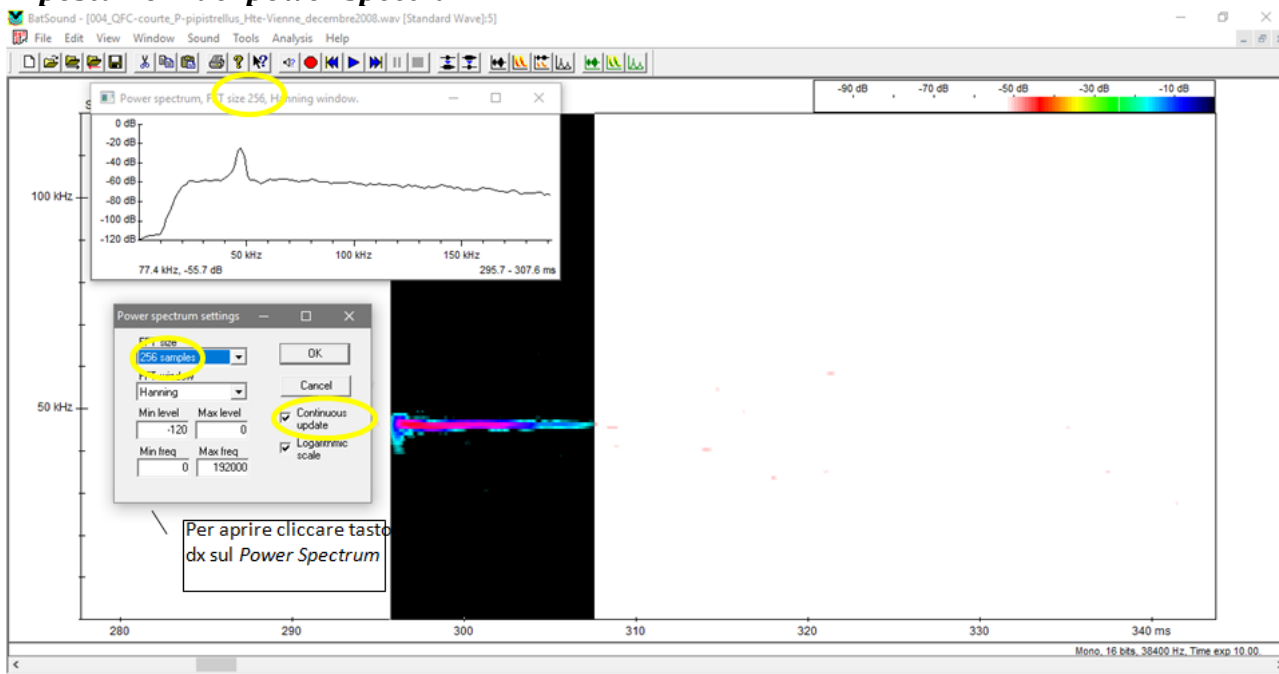 BatSound - [004_QFC-courte_P-pipistrellus_Hte-Vienne_decembre2008.wav [Standard Wave]:5]
File Edit View Window Sound Tools Analysis Help
-90 dB -70 dB -50 dB -30 dB -10 dB
Power spectrum, FFT size 256, Hanning window.
0 dB
-20 dB
-40 dB
-60 dB
-80 dB
-100 dB
-120 dB
50 kHz 100 kHz 150 kHz
77.4 kHz, -55.7 dB 295.7 - 307.6 ms
100 kHz
50 kHz
Power spectrum settings
FFT size
256 samples
OK
FFT window
Hanning
Cancel
Min level Max level
-120 0
Continuous
update
Min freq Max freq
0 192000
Logarithmic
scale
Per aprire cliccare tasto
dx sul Power Spectrum
280 290 300 310 320 330 340 ms
Mono, 16 bits, 38400 Hz, Time exp 10.00.